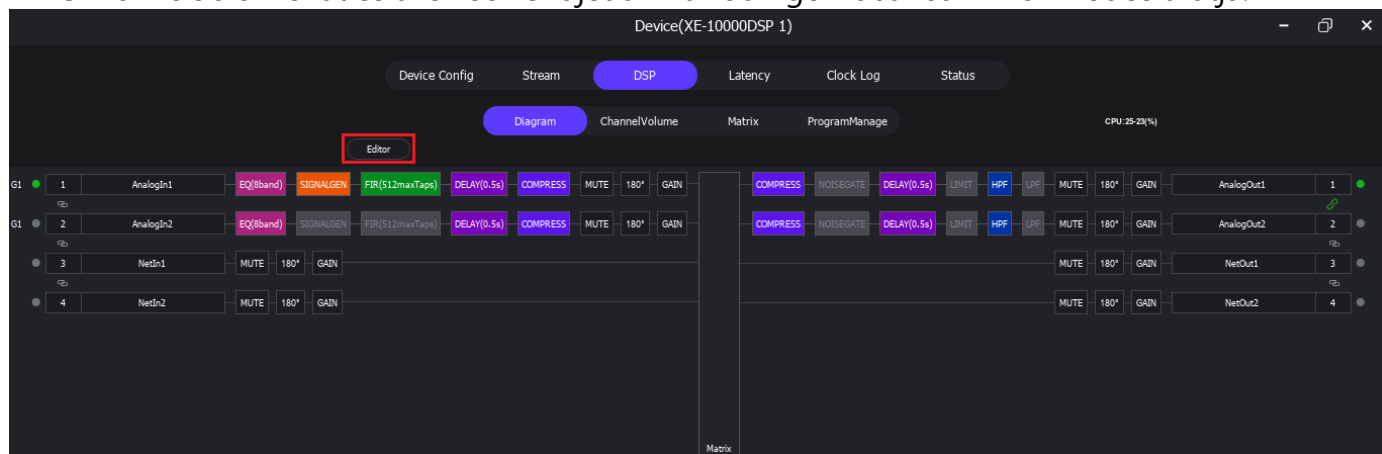 Device(XE-10000DSP 1)
Device Config Stream DSP Latency Clock Log Status
Diagram ChannelVolume Matrix ProgramManage CPU:25-23(%)
Editor
G1 1 AnalogIn1 EQ(8band) SIGNALGEN FIR(512maxTaps) DELAY(0.5s) COMPRESS MUTE 180° GAIN COMPRESS NOISEGATE DELAY(0.5s) LIMIT HPF LPF MUTE 180° GAIN AnalogOut1 1
G1 2 AnalogIn2 EQ(8band) SIGNALGEN FIR(512maxTaps) DELAY(0.5s) COMPRESS MUTE 180° GAIN COMPRESS NOISEGATE DELAY(0.5s) LIMIT HPF LPF MUTE 180° GAIN AnalogOut2 2
3 NetIn1 MUTE 180° GAIN MUTE 180° GAIN NetOut1 3
4 NetIn2 MUTE 180° GAIN MUTE 180° GAIN NetOut2 4
Matrix